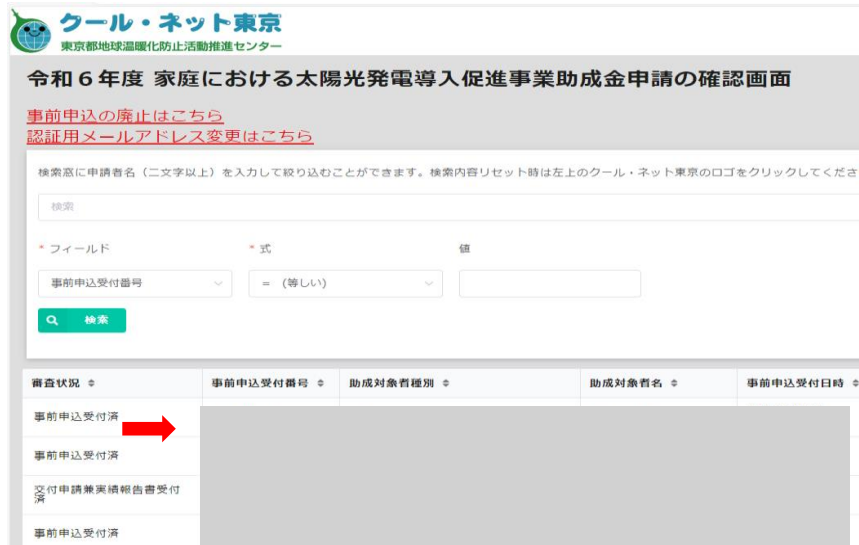 クール・ネット東京
東京都地球温暖化防止活動推進センター
令和６年度 家庭における太陽光発電導入促進事業助成金申請の確認画面
事前申込の廃止はこちら
認証用メールアドレス変更はこちら
検索窓に申請者名（二文字以上）を入力して絞り込むことができます。検索内容リセット時は左上のクール・ネット東京のロゴをクリックしてくださ
検索
* フィールド * 式 値
事前申込受付番号 = (等しい)
検索
審査状況 事前申込受付番号 助成対象者種別 助成対象者名 事前申込受付日時
事前申込受付済
事前申込受付済
交付申請兼実績報告書受付
済
事前申込受付済